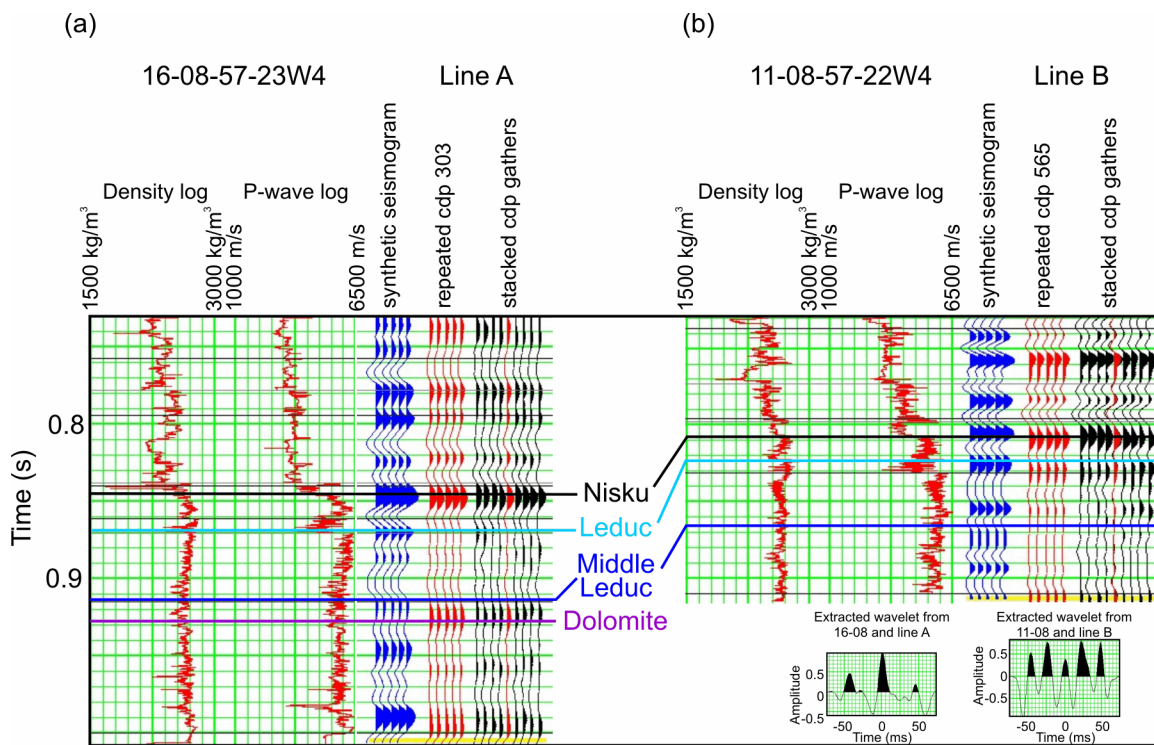 (a)
(b)
16-08-57-23W4
Line A
11-08-57-22W4
Line B
Density log
P-wave log
synthetic seismogram
repeated cdp 303
stacked cdp gathers
Density log
P-wave log
synthetic seismogram
repeated cdp 565
stacked cdp gathers
1500 kg/m³
3000 kg/m³
1000 m/s
6500 m/s
1500 kg/m³
3000 kg/m³
1000 m/s
6500 m/s
Time (s)
0.8
0.9
Nisku
Leduc
Middle
Leduc
Dolomite
Extracted wavelet from
16-08 and line A
Amplitude
0.5
0
-0.5
-50
0
50
Time (ms)
Extracted wavelet from
11-08 and line B
Amplitude
0.5
0
-0.5
-50
0
50
Time (ms)